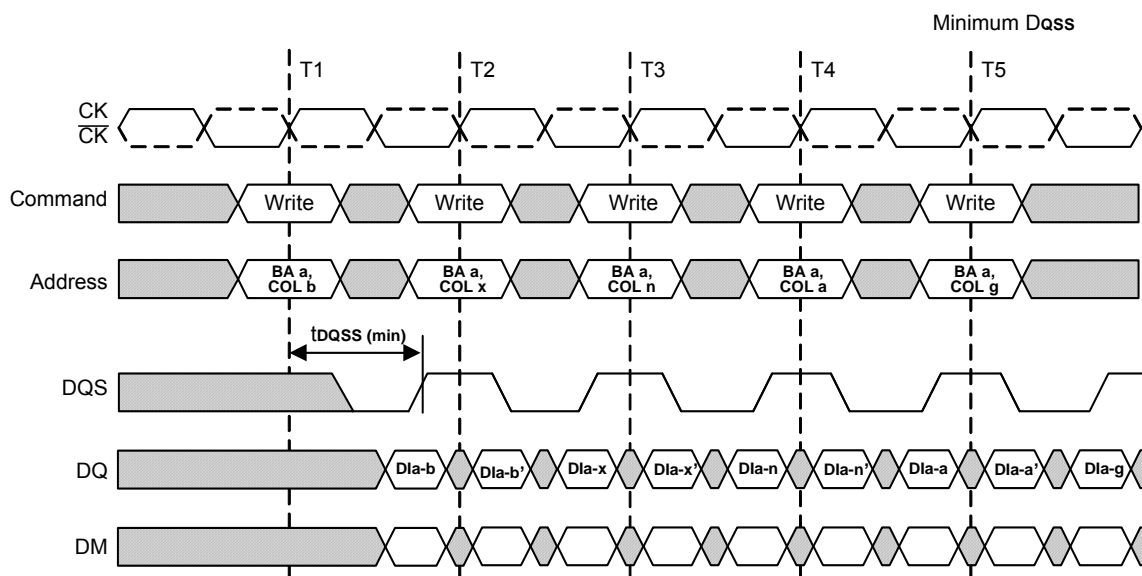 Minimum DQSS
T1 T2 T3 T4 T5
CK
CK
Command Write Write Write Write Write
Address BA a, COL b BA a, COL x BA a, COL n BA a, COL a BA a, COL g
tDQSS (min)
DQS
DQ DIa-b DIa-b' DIa-x DIa-x' DIa-n DIa-n' DIa-a DIa-a' DIa-g
DM